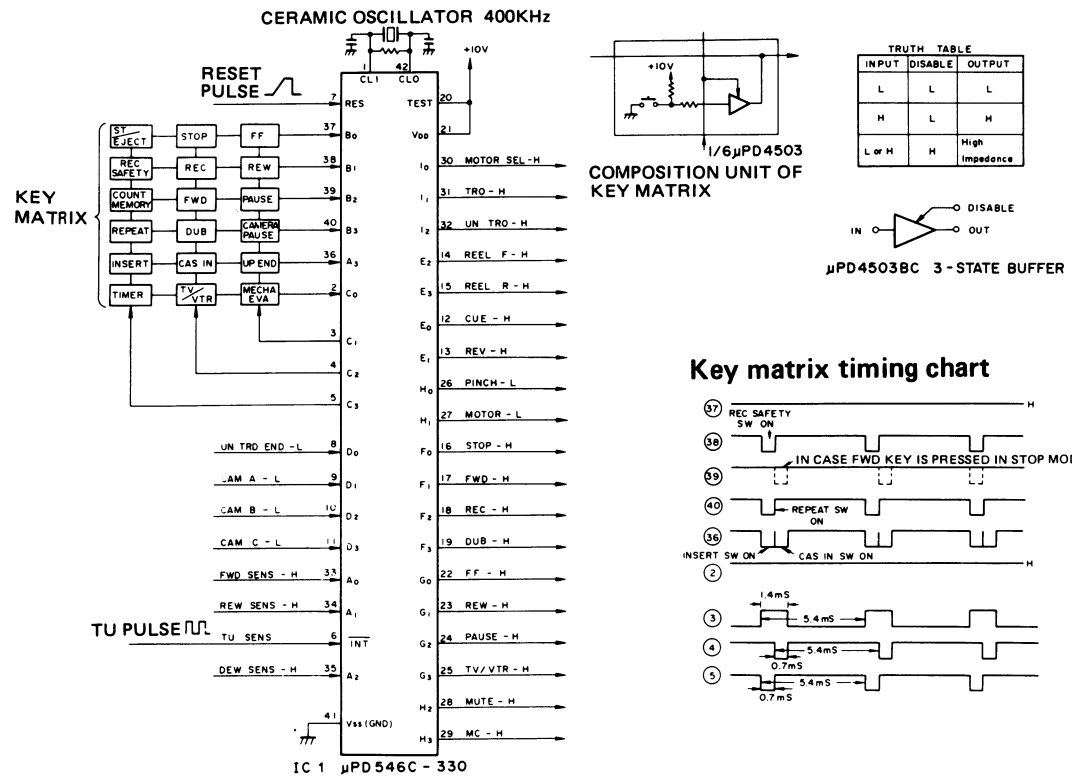 CERAMIC OSCILLATOR 400KHz
+10V
1
42
CL1
CLO
RESET
PULSE
7
RES
TEST
20
VDD
21
KEY
MATRIX
ST/EJECT
STOP
FF
37
B0
REC SAFETY
REC
REW
38
B1
COUNT MEMORY
FWD
PAUSE
39
B2
REPEAT
DUB
CAMERA PAUSE
40
B3
INSERT
CAS IN
UP END
36
A3
TIMER
TV/VTR
MECHA EVA
2
C0
3
C1
4
C2
5
C3
UN TRD END - L
8
D0
CAM B - L
10
D2
CAM C - L
11
D3
FWD SENS - H
33
A0
REW SENS - H
34
A1
TU PULSE
TU SENS
6
INT
DEW SENS - H
35
A2
41
Vss (GND)
9
D1
AM A - L
I0
30
MOTOR SEL-H
I1
31
TRO - H
I2
32
UN TRO - H
E2
14
REEL F - H
E3
15
REEL R - H
E0
12
CUE - H
E1
13
REV - H
H0
26
PINCH - L
H1
27
MOTOR - L
F0
16
STOP - H
F1
17
FWD - H
F2
18
REC - H
F3
19
DUB - H
G0
22
FF - H
G1
23
REW - H
G2
24
PAUSE - H
G3
25
TV/VTR - H
H2
28
MUTE - H
H3
29
MC - H
IC 1 μPD546C - 330
+10V
1/6μPD4503
COMPOSITION UNIT OF
KEY MATRIX
TRUTH TABLE
INPUT DISABLE OUTPUT
L L L
H L H
L or H H High Impedance
DISABLE
IN
OUT
μPD4503BC 3-STATE BUFFER
Key matrix timing chart
37
H
REC SAFETY
SW ON
38
IN CASE FWD KEY IS PRESSED IN STOP MOD
39
40
REPEAT SW
ON
36
INSERT SW ON
CAS IN SW ON
2
H
1.4mS
3
5.4mS
4
5.4mS
0.7mS
5
5.4mS
0.7mS